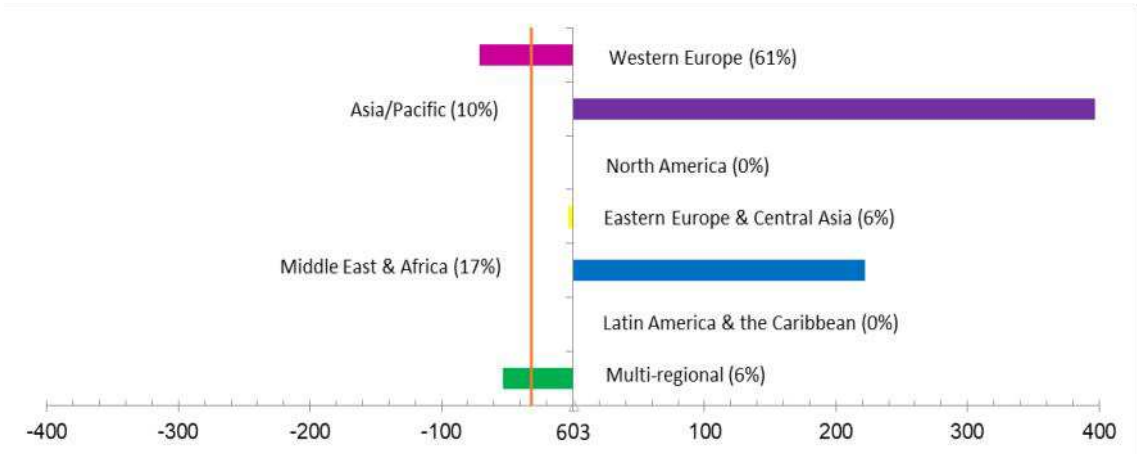 Western Europe (61%)
Asia/Pacific (10%)
North America (0%)
Eastern Europe & Central Asia (6%)
Middle East & Africa (17%)
Latin America & the Caribbean (0%)
Multi-regional (6%)
-400 -300 -200 -100 603 100 200 300 400